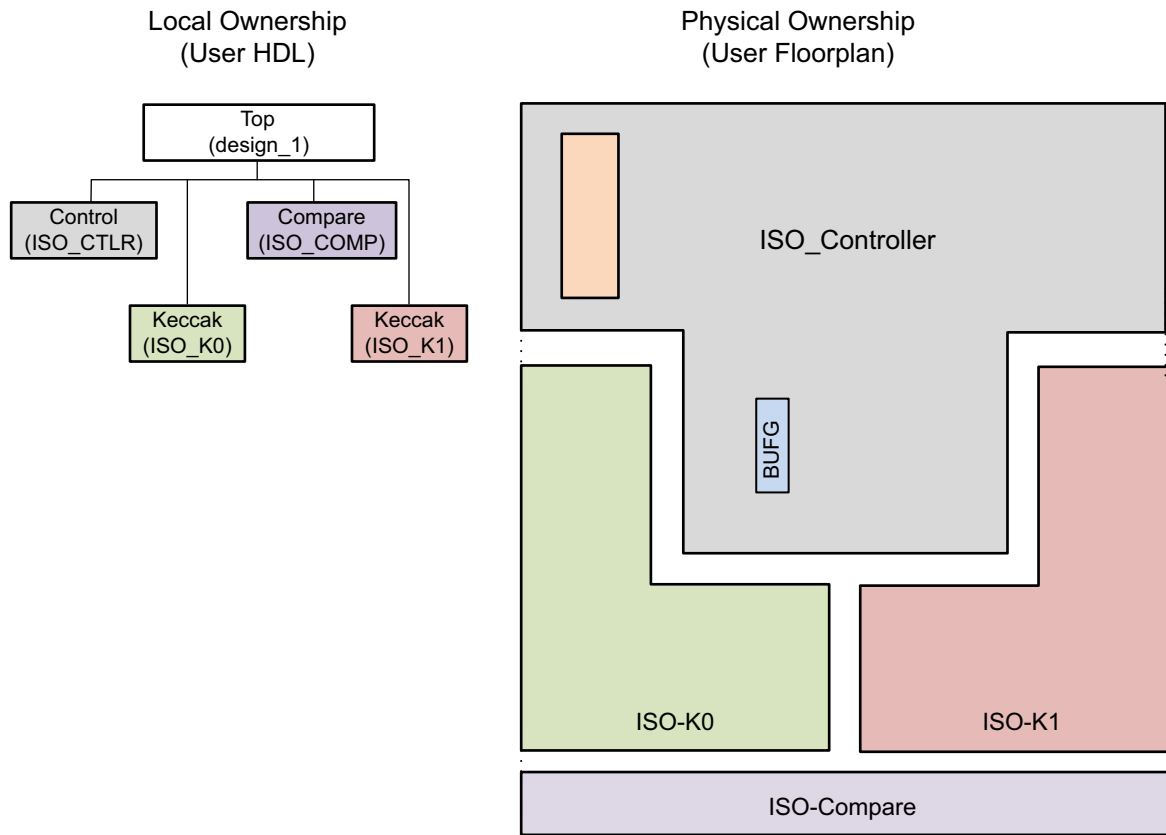 Local Ownership
(User HDL)
Top
(design_1)
Control
(ISO_CTLR)
Compare
(ISO_COMP)
Keccak
(ISO_K0)
Keccak
(ISO_K1)
Physical Ownership
(User Floorplan)
ISO_Controller
BUFG
ISO-K0
ISO-K1
ISO-Compare